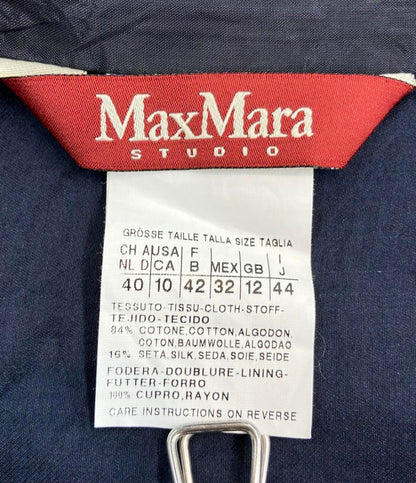 MaxMara
STUDIO
GRÖSSE TAILLE TALLA SIZE TAGLIA
CH A USA F I
NL D CA B MEX GB J
40 10 42 32 12 44
TESSUTO-TISSU-CLOTH-STOFF-
TEJIDO-TECIDO
84% COTONE,COTTON,ALGODON,
COTON,BAUMWOLLE,ALGODAO
16% SETA,SILK,SEDA,SOIE,SEIDE
FODERA-DOUBLURE-LINING-
FUTTER-FORRO
100% CUPRO,RAYON
CARE INSTRUCTIONS ON REVERSE